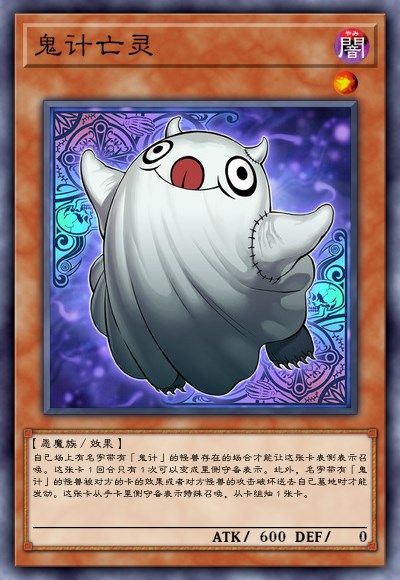 鬼计亡灵
やみ
闇
【恶魔族/效果】
自己场上有名字带有「鬼计」的怪兽存在的场合才能让这张卡表侧表示召
唤。这张卡1回合只有1次可以变成里侧守备表示。此外，名字带有「鬼
计」的怪兽被对方的卡的效果或者对方怪兽的攻击破坏送去自己墓地时才能
发动。这张卡从手卡里侧守备表示特殊召唤，从卡组抽1张卡。
ATK/ 600 DEF/ 0